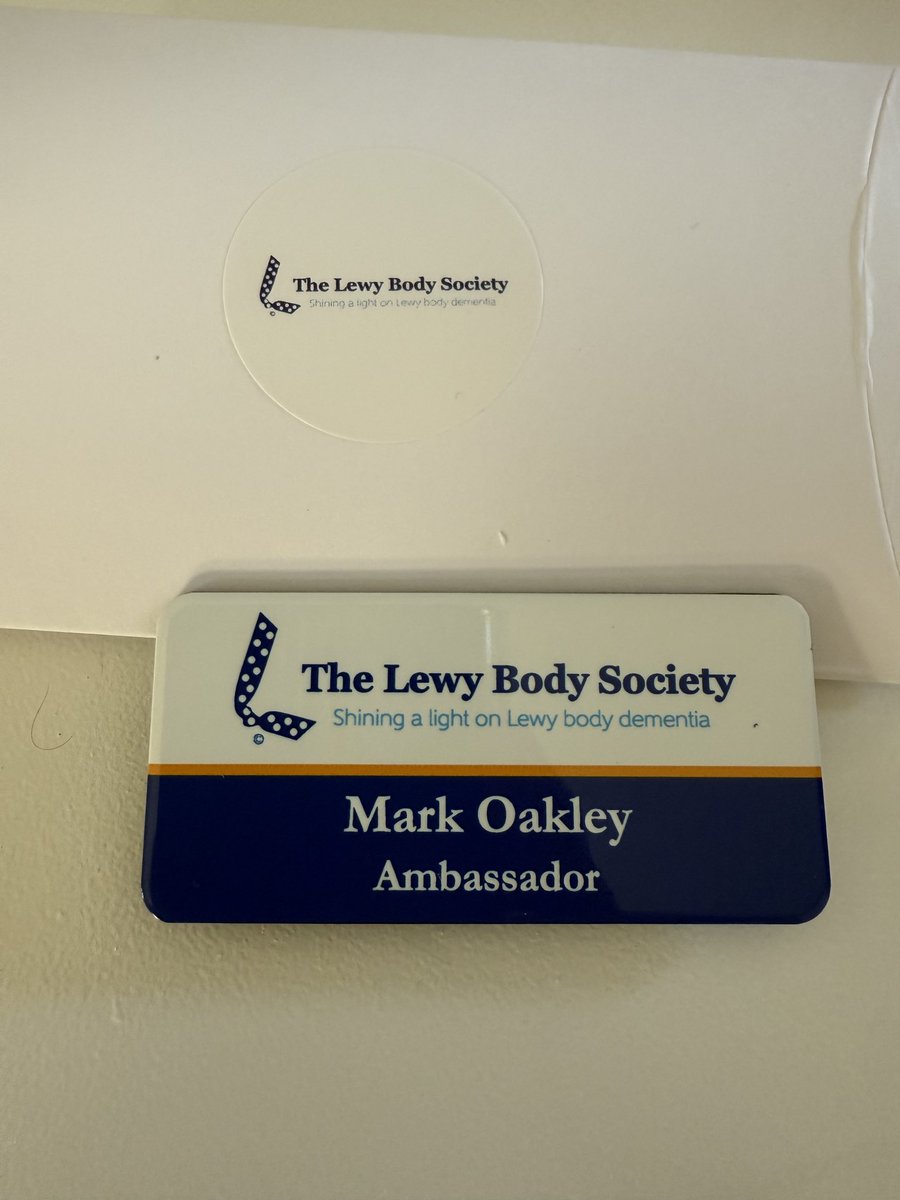 The Lewy Body Society
Shining a light on Lewy body dementia
©
The Lewy Body Society
Shining a light on Lewy body dementia
©
Mark Oakley
Ambassador